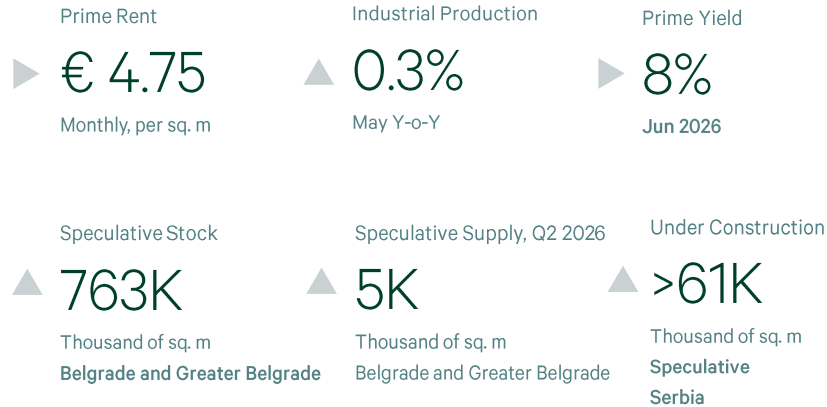 Prime Rent
€ 4.75
Monthly, per sq. m
Industrial Production
0.3%
May Y-o-Y
Prime Yield
8%
Jun 2026
Speculative Stock
763K
Thousand of sq. m
Belgrade and Greater Belgrade
Speculative Supply, Q2 2026
5K
Thousand of sq. m
Belgrade and Greater Belgrade
Under Construction
>61K
Thousand of sq. m
Speculative
Serbia